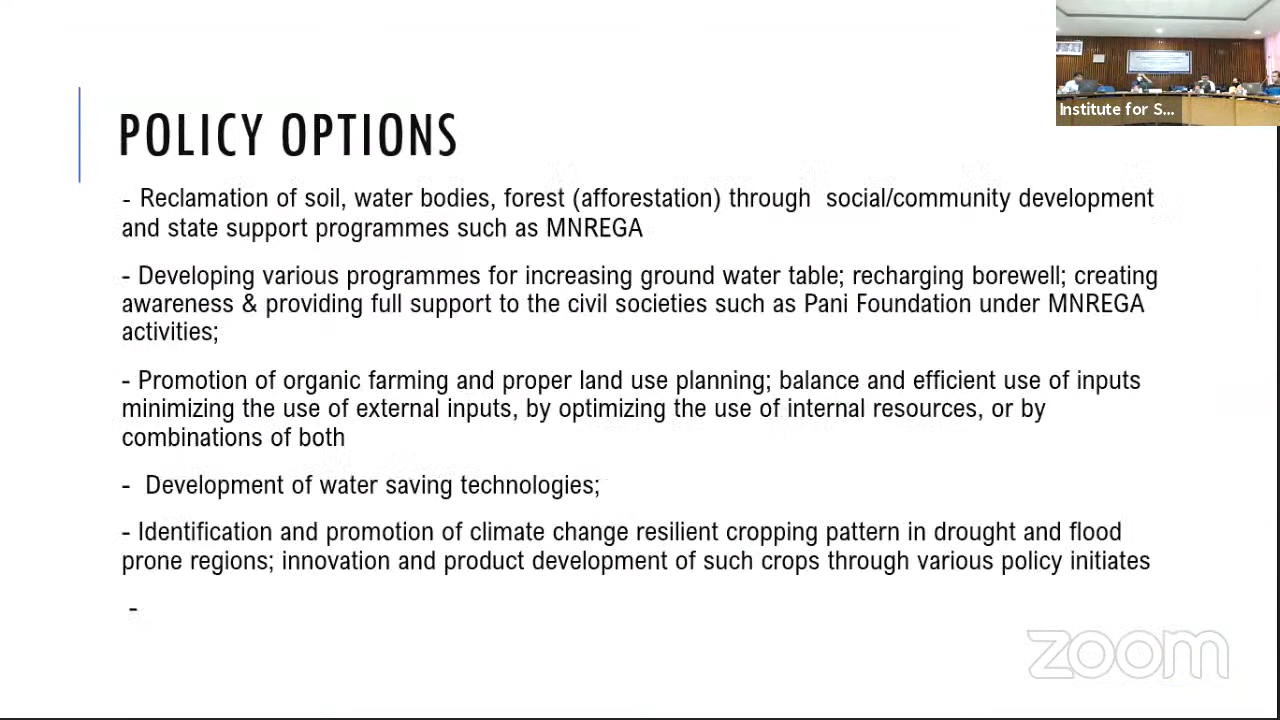 Institute for S...
POLICY OPTIONS
- Reclamation of soil, water bodies, forest (afforestation) through social/community development
and state support programmes such as MNREGA
- Developing various programmes for increasing ground water table; recharging borewell; creating
awareness & providing full support to the civil societies such as Pani Foundation under MNREGA
activities;
- Promotion of organic farming and proper land use planning; balance and efficient use of inputs
minimizing the use of external inputs, by optimizing the use of internal resources, or by
combinations of both
- Development of water saving technologies;
- Identification and promotion of climate change resilient cropping pattern in drought and flood
prone regions; innovation and product development of such crops through various policy initiates
-
zoom